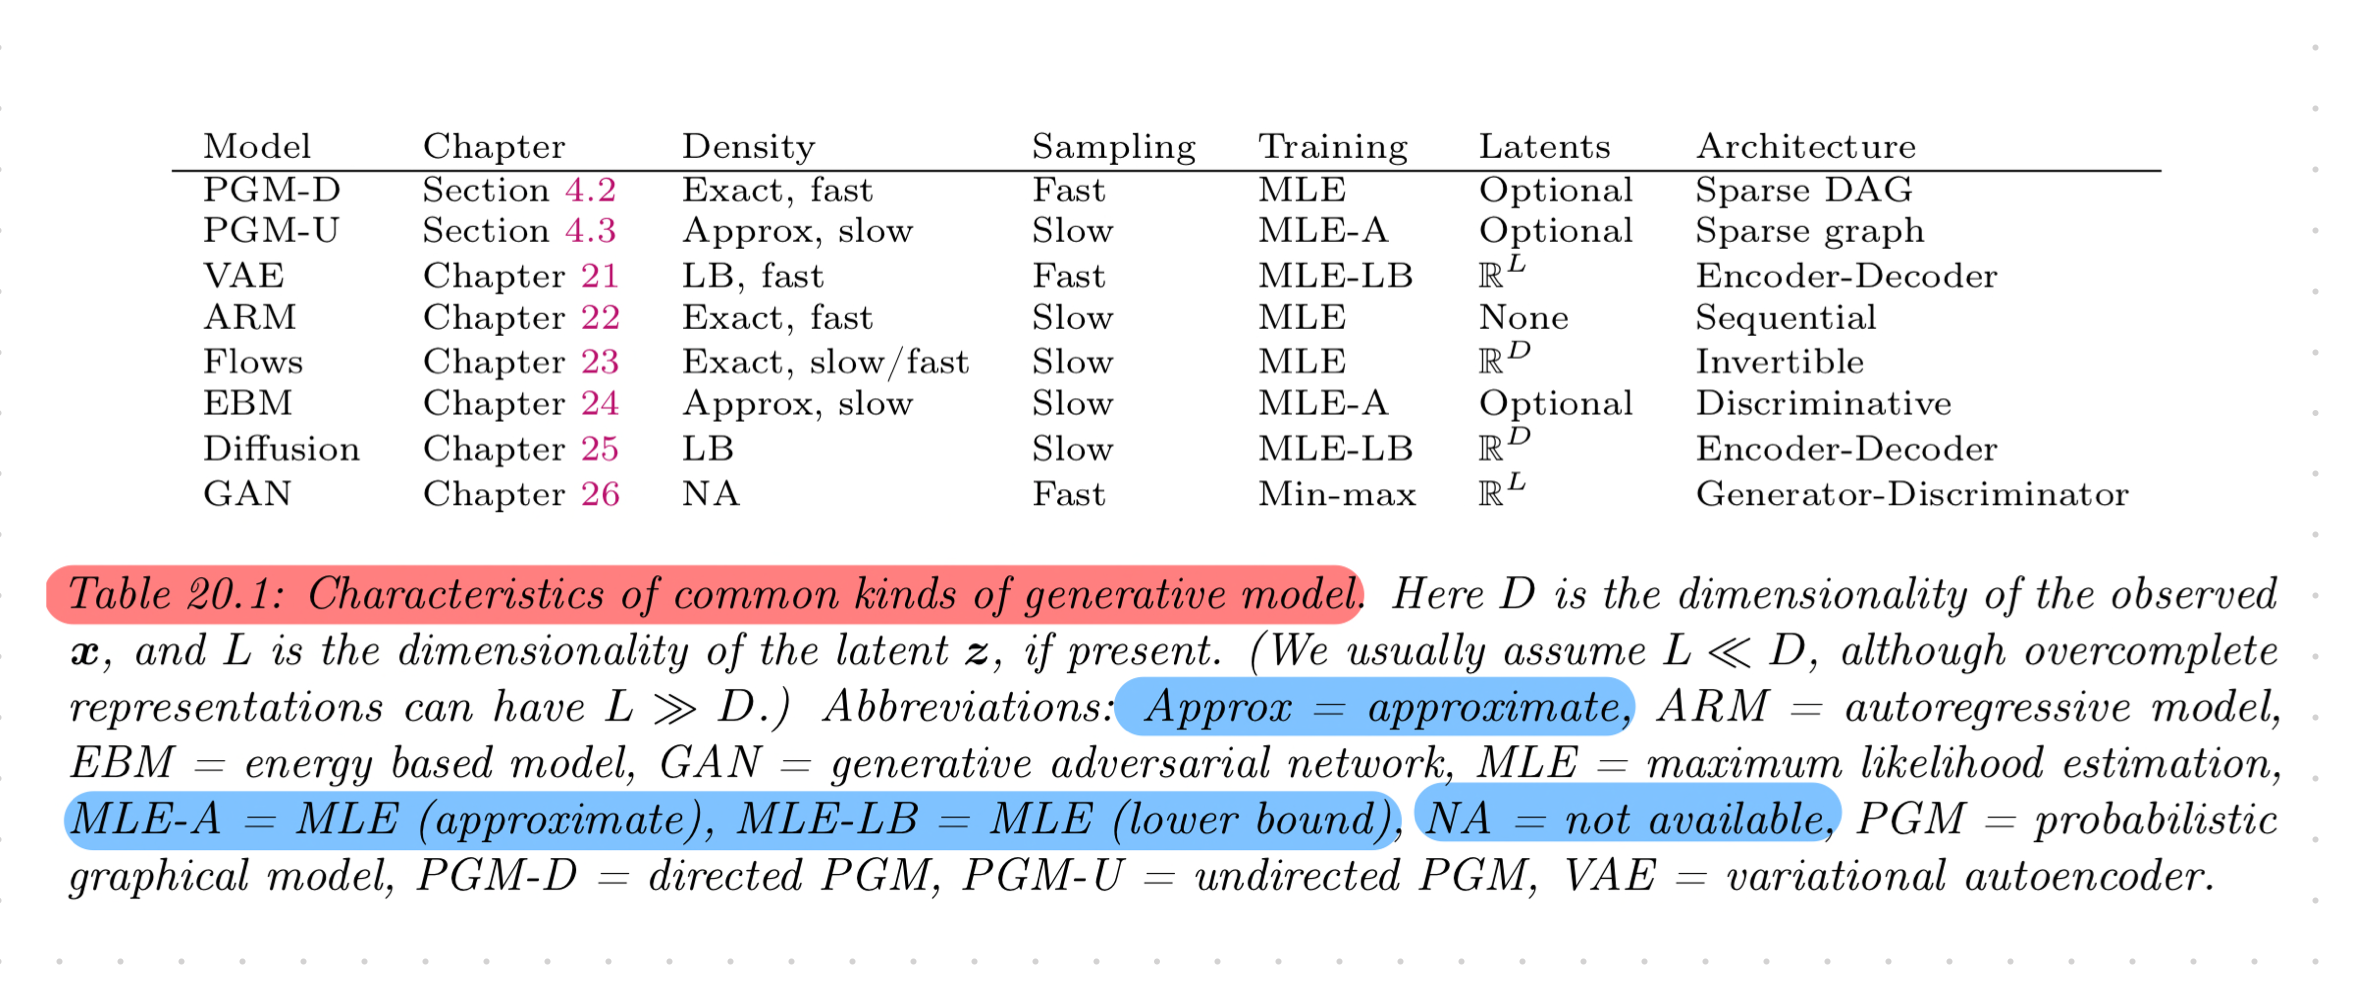 Model Chapter Density Sampling Training Latents Architecture
PGM-D Section 4.2 Exact, fast Fast MLE Optional Sparse DAG
PGM-U Section 4.3 Approx, slow Slow MLE-A Optional Sparse graph
VAE Chapter 21 LB, fast Fast MLE-LB ℝ^L Encoder-Decoder
ARM Chapter 22 Exact, fast Slow MLE None Sequential
Flows Chapter 23 Exact, slow/fast Slow MLE ℝ^D Invertible
EBM Chapter 24 Approx, slow Slow MLE-A Optional Discriminative
Diffusion Chapter 25 LB Slow MLE-LB ℝ^D Encoder-Decoder
GAN Chapter 26 NA Fast Min-max ℝ^L Generator-Discriminator
Table 20.1: Characteristics of common kinds of generative model. Here D is the dimensionality of the observed
x, and L is the dimensionality of the latent z, if present. (We usually assume L ≪ D, although overcomplete
representations can have L ≫ D.) Abbreviations: Approx = approximate, ARM = autoregressive model,
EBM = energy based model, GAN = generative adversarial network, MLE = maximum likelihood estimation,
MLE-A = MLE (approximate), MLE-LB = MLE (lower bound), NA = not available, PGM = probabilistic
graphical model, PGM-D = directed PGM, PGM-U = undirected PGM, VAE = variational autoencoder.